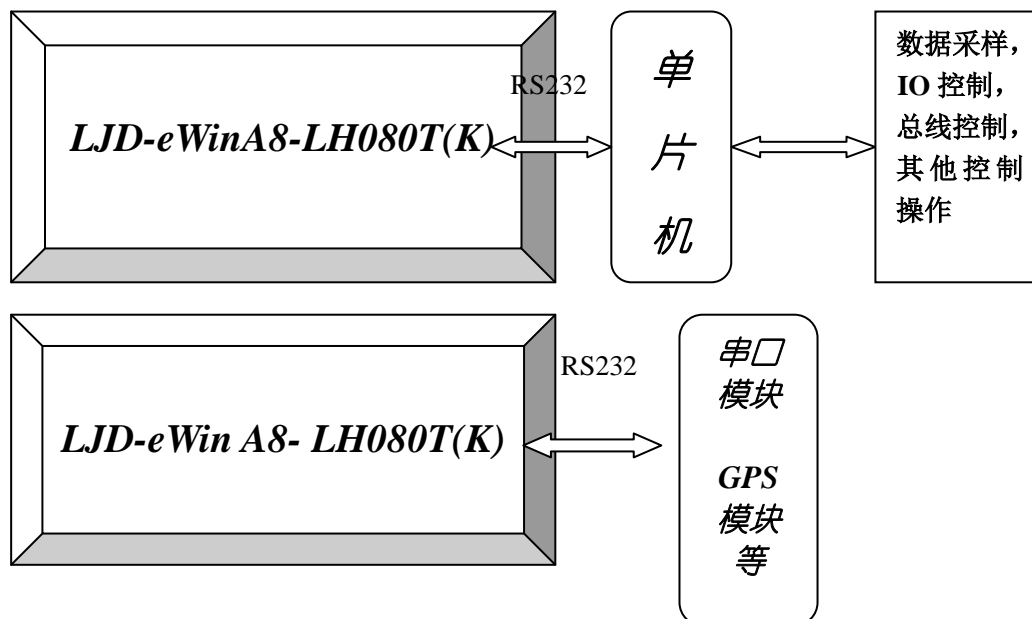 LJD-eWinA8-LH080T(K)
RS232
单
片
机
数据采样，
IO 控制，
总线控制，
其他控制
操作
LJD-eWin A8- LH080T(K)
RS232
串口
模块
GPS
模块
等